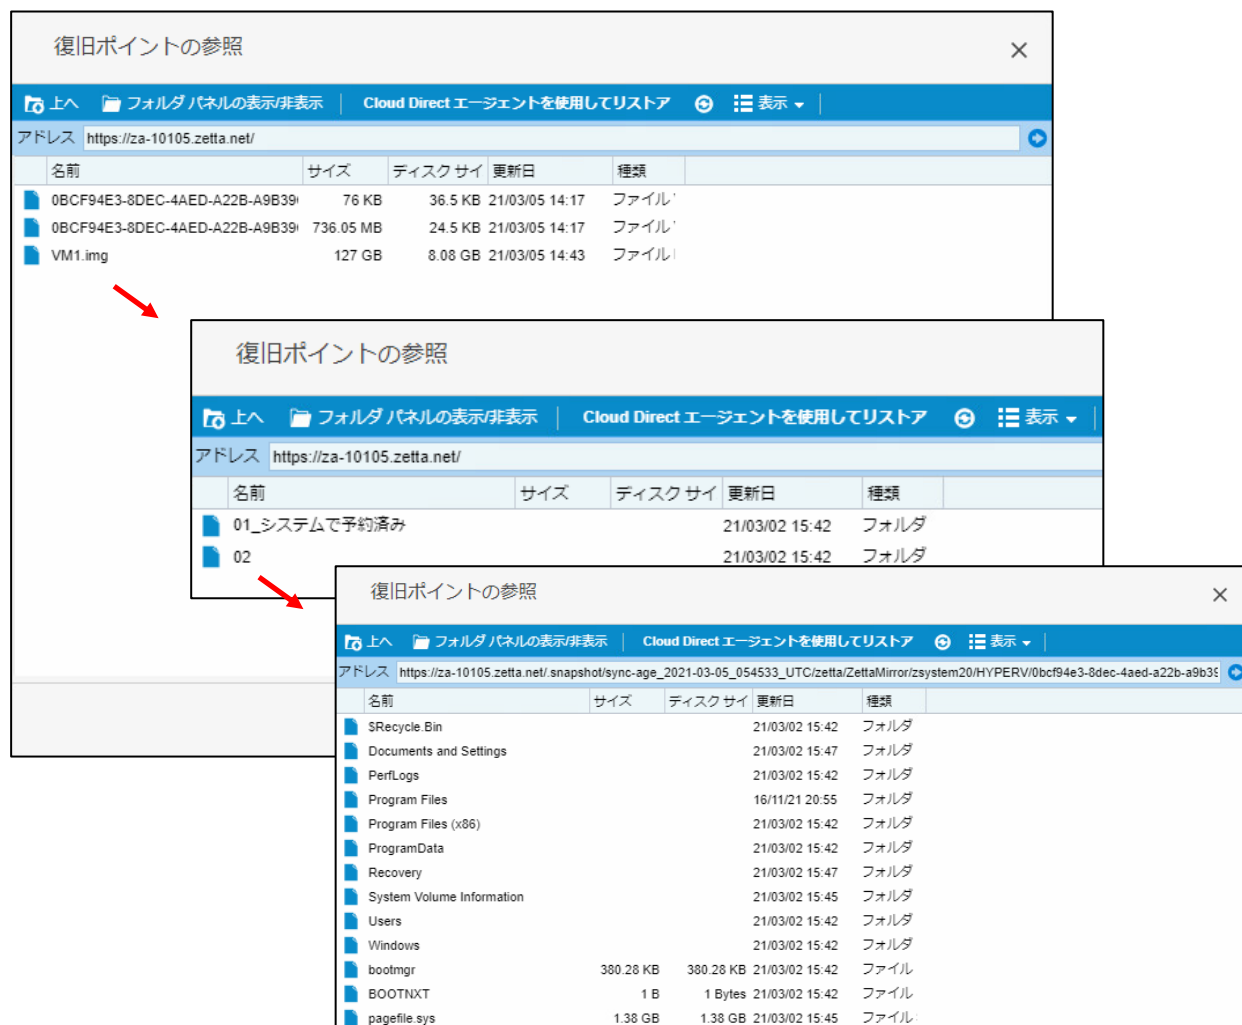 復旧ポイントの参照
上へ フォルダ パネルの表示/非表示 Cloud Direct エージェントを使用してリストア 表示
アドレス https://za-10105.zetta.net/
名前 サイズ ディスク サイ 更新日 種類
0BCF94E3-8DEC-4AED-A22B-A9B39 76 KB 36.5 KB 21/03/05 14:17 ファイル
0BCF94E3-8DEC-4AED-A22B-A9B39 736.05 MB 24.5 KB 21/03/05 14:17 ファイル
VM1.img 127 GB 8.08 GB 21/03/05 14:43 ファイル
復旧ポイントの参照
上へ フォルダ パネルの表示/非表示 Cloud Direct エージェントを使用してリストア 表示
アドレス https://za-10105.zetta.net/
名前 サイズ ディスク サイ 更新日 種類
01_システムで予約済み 21/03/02 15:42 フォルダ
02 21/03/02 15:42 フォルダ
復旧ポイントの参照
上へ フォルダ パネルの表示/非表示 Cloud Direct エージェントを使用してリストア 表示
アドレス https://za-10105.zetta.net/.snapshot/sync-age_2021-03-05_054533_UTC/zetta/ZettaMirror/zsystem20/HYPERV/0bcf94e3-8dec-4aed-a22b-a9b39
名前 サイズ ディスク サイ 更新日 種類
$Recycle.Bin 21/03/02 15:42 フォルダ
Documents and Settings 21/03/02 15:47 フォルダ
PerfLogs 21/03/02 15:42 フォルダ
Program Files 16/11/21 20:55 フォルダ
Program Files (x86) 21/03/02 15:42 フォルダ
ProgramData 21/03/02 15:42 フォルダ
Recovery 21/03/02 15:47 フォルダ
System Volume Information 21/03/02 15:45 フォルダ
Users 21/03/02 15:42 フォルダ
Windows 21/03/02 15:42 フォルダ
bootmgr 380.28 KB 380.28 KB 21/03/02 15:42 ファイル
BOOTNXT 1 B 1 Bytes 21/03/02 15:42 ファイル
pagefile.sys 1.38 GB 1.38 GB 21/03/02 15:45 ファイル